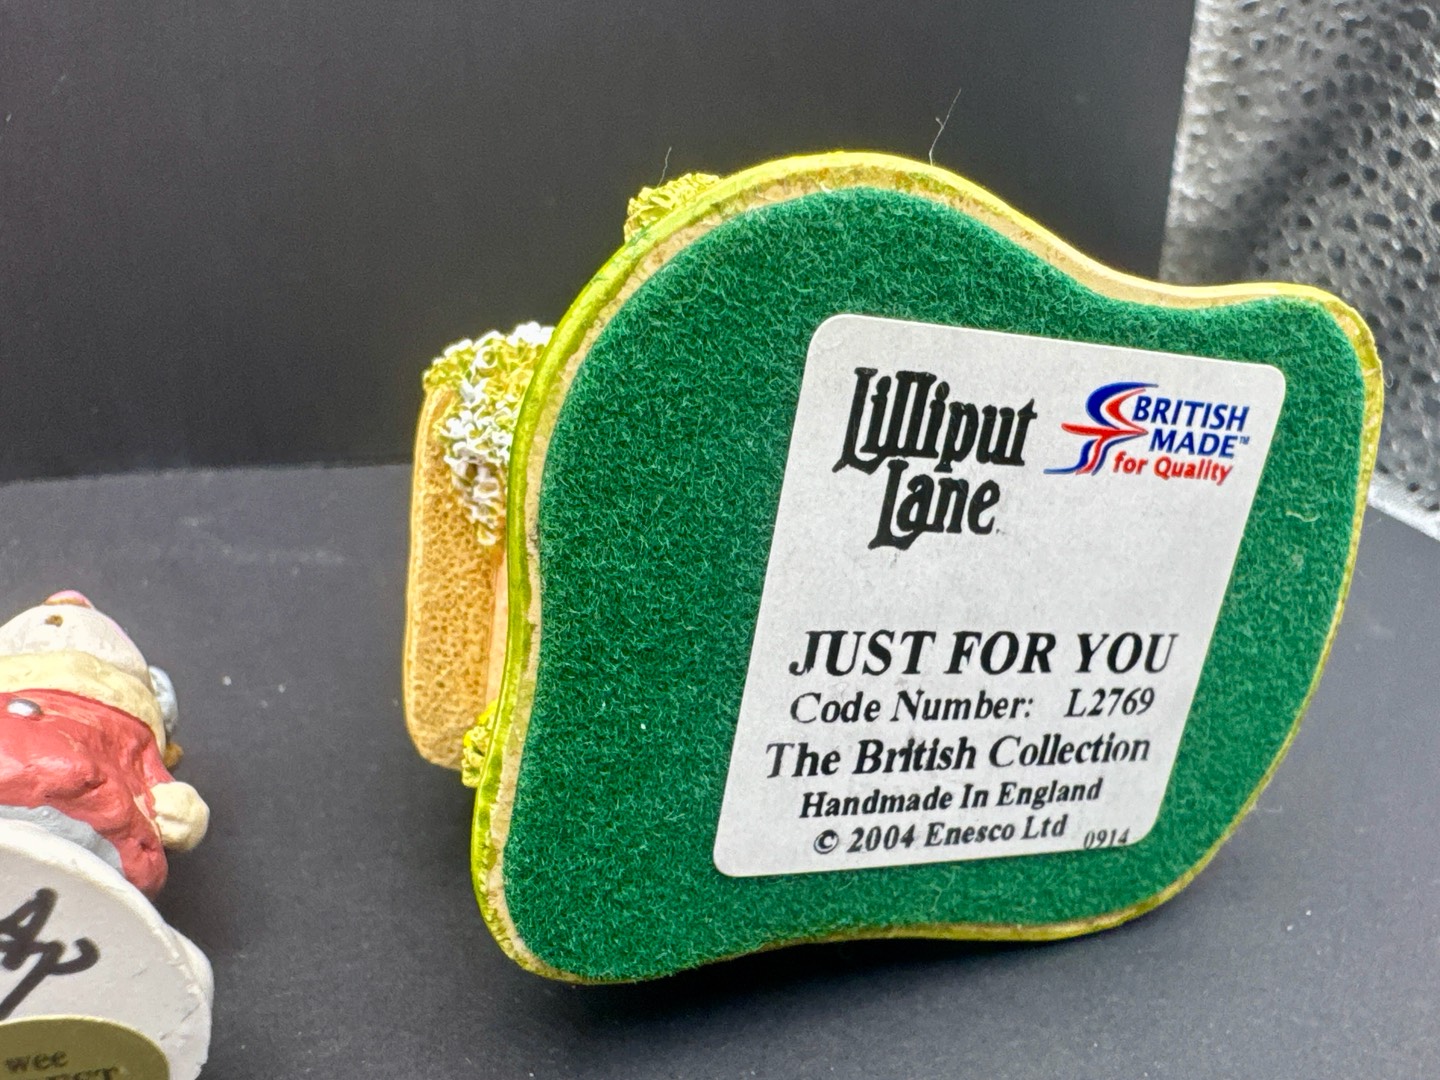 Lilliput
Lane
BRITISH
MADE™
for Quality
JUST FOR YOU
Code Number: L2769
The British Collection
Handmade In England
© 2004 Enesco Ltd 0914
wee